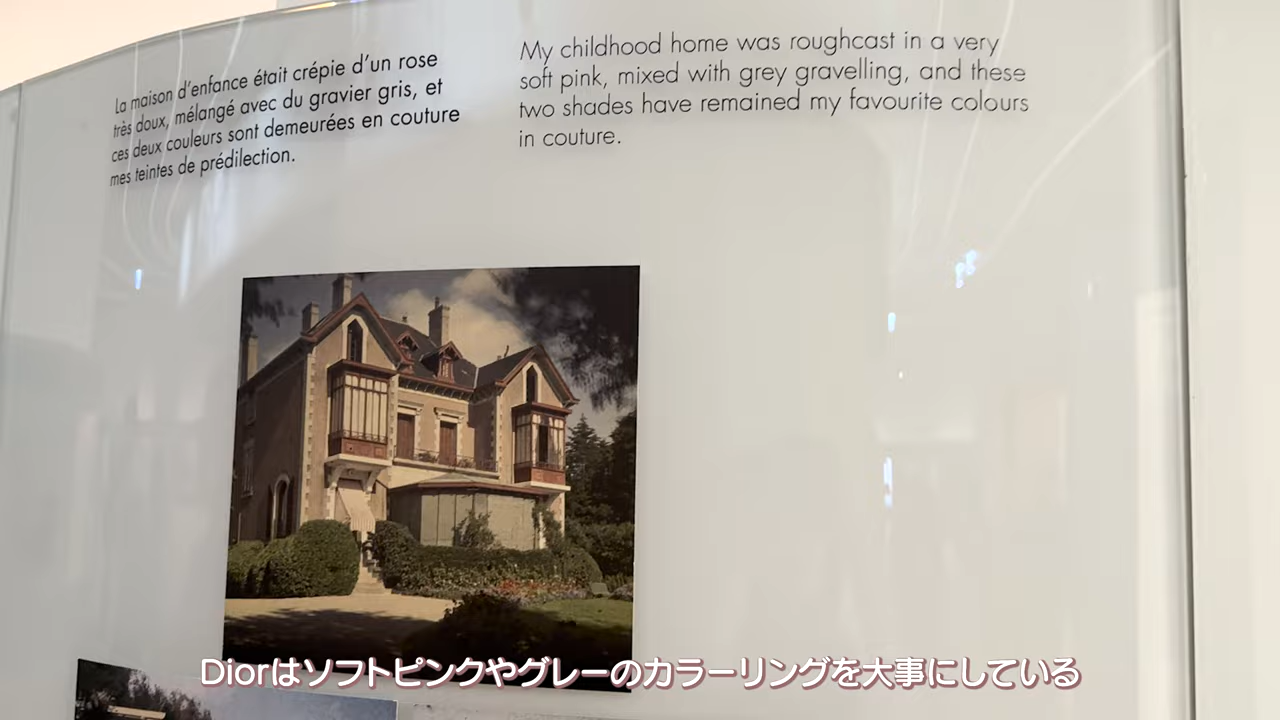 La maison d'enfance était crépie d'un rose
très doux, mélangé avec du gravier gris, et
ces deux couleurs sont demeurées en couture
mes teintes de prédilection.
My childhood home was roughcast in a very
soft pink, mixed with grey gravelling, and these
two shades have remained my favourite colours
in couture.
Diorはソフトピンクやグレーのカラーリングを大事にしている